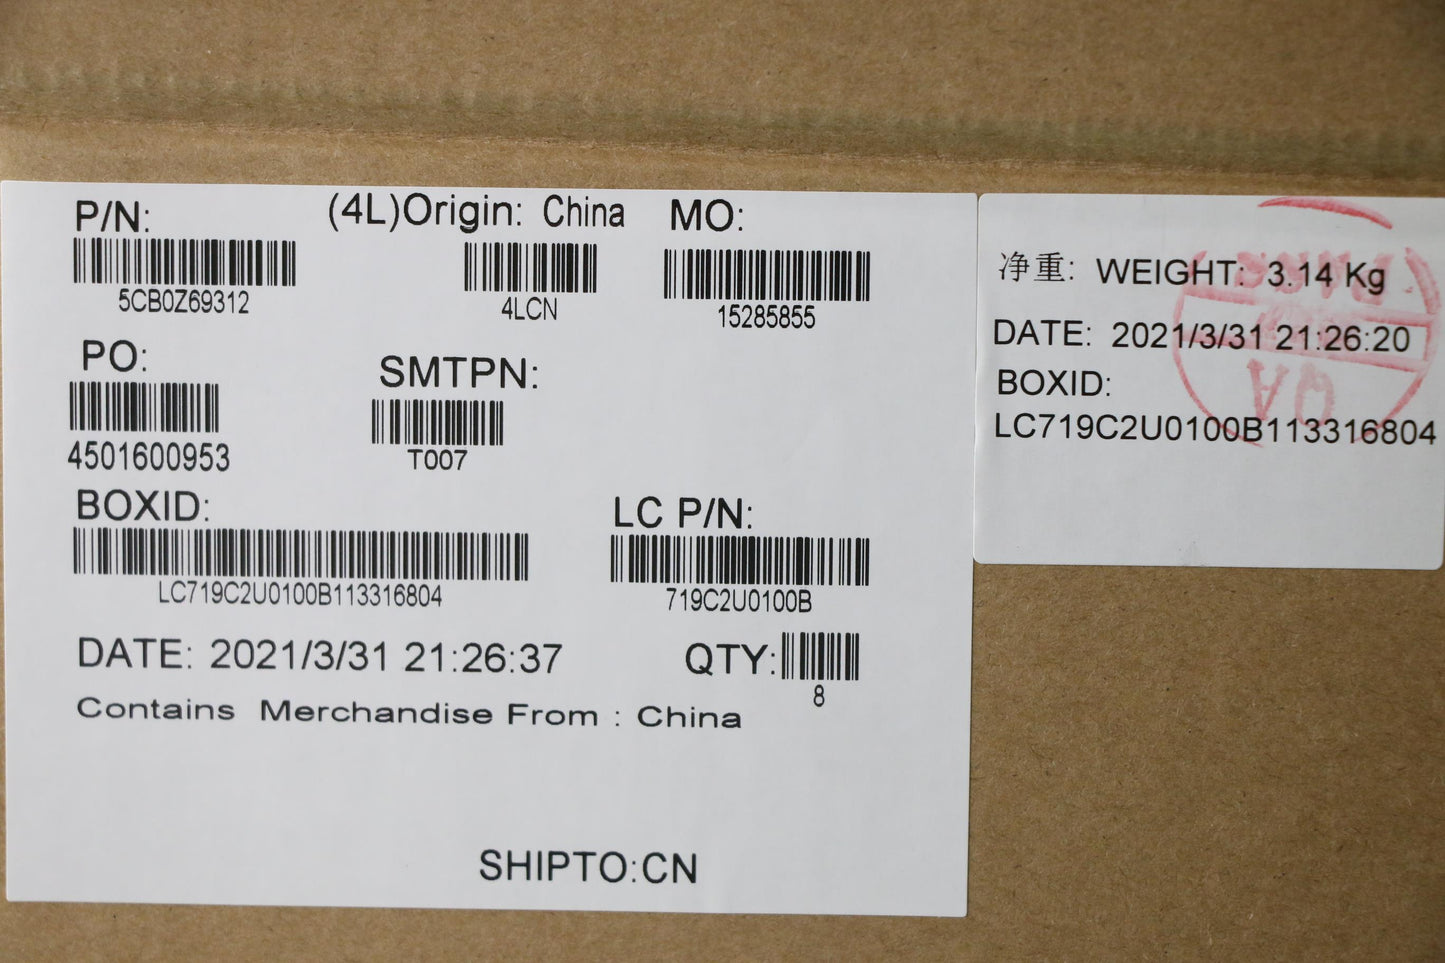 P/N:
5CB0Z69312
(4L)Origin: China
4LCN
MO:
15285855
PO:
4501600953
SMTPN:
T007
BOXID:
LC719C2U0100B113316804
LC P/N:
719C2U0100B
DATE: 2021/3/31 21:26:37
QTY:
8
Contains Merchandise From : China
SHIPTO:CN
净重: WEIGHT: 3.14 Kg
DATE: 2021/3/31 21:26:20
BOXID:
LC719C2U0100B113316804
PASS
QA